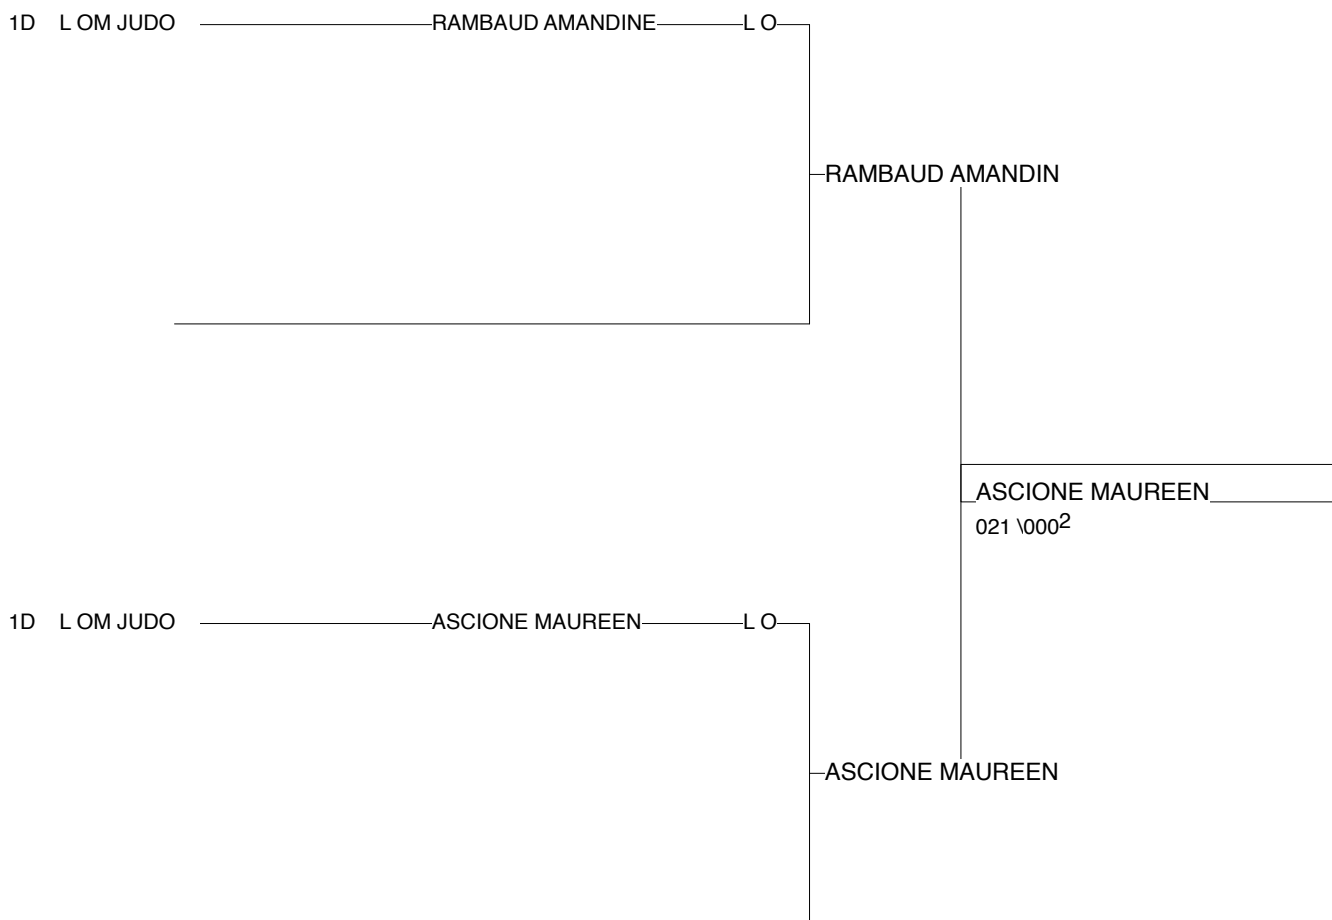 1D L OM JUDO RAMBAUD AMANDINE L O
RAMBAUD AMANDIN
ASCIONE MAUREEN
021 \000²
1D L OM JUDO ASCIONE MAUREEN L O
ASCIONE MAUREEN